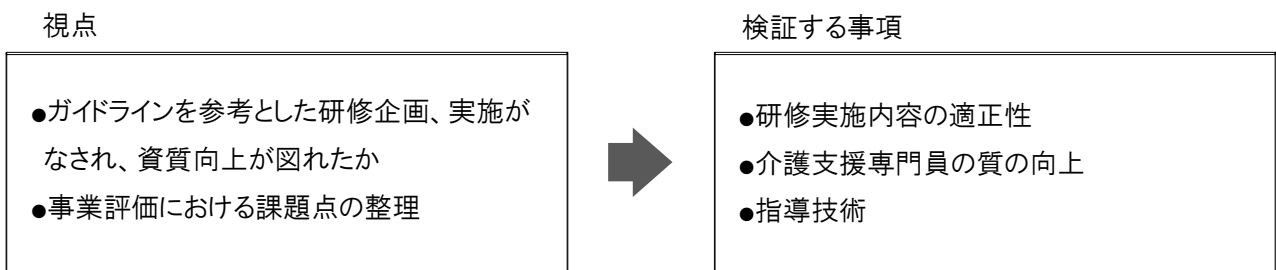 視点
●ガイドラインを参考とした研修企画、実施が
なされ、資質向上が図れたか
●事業評価における課題点の整理
検証する事項
●研修実施内容の適正性
●介護支援専門員の質の向上
●指導技術